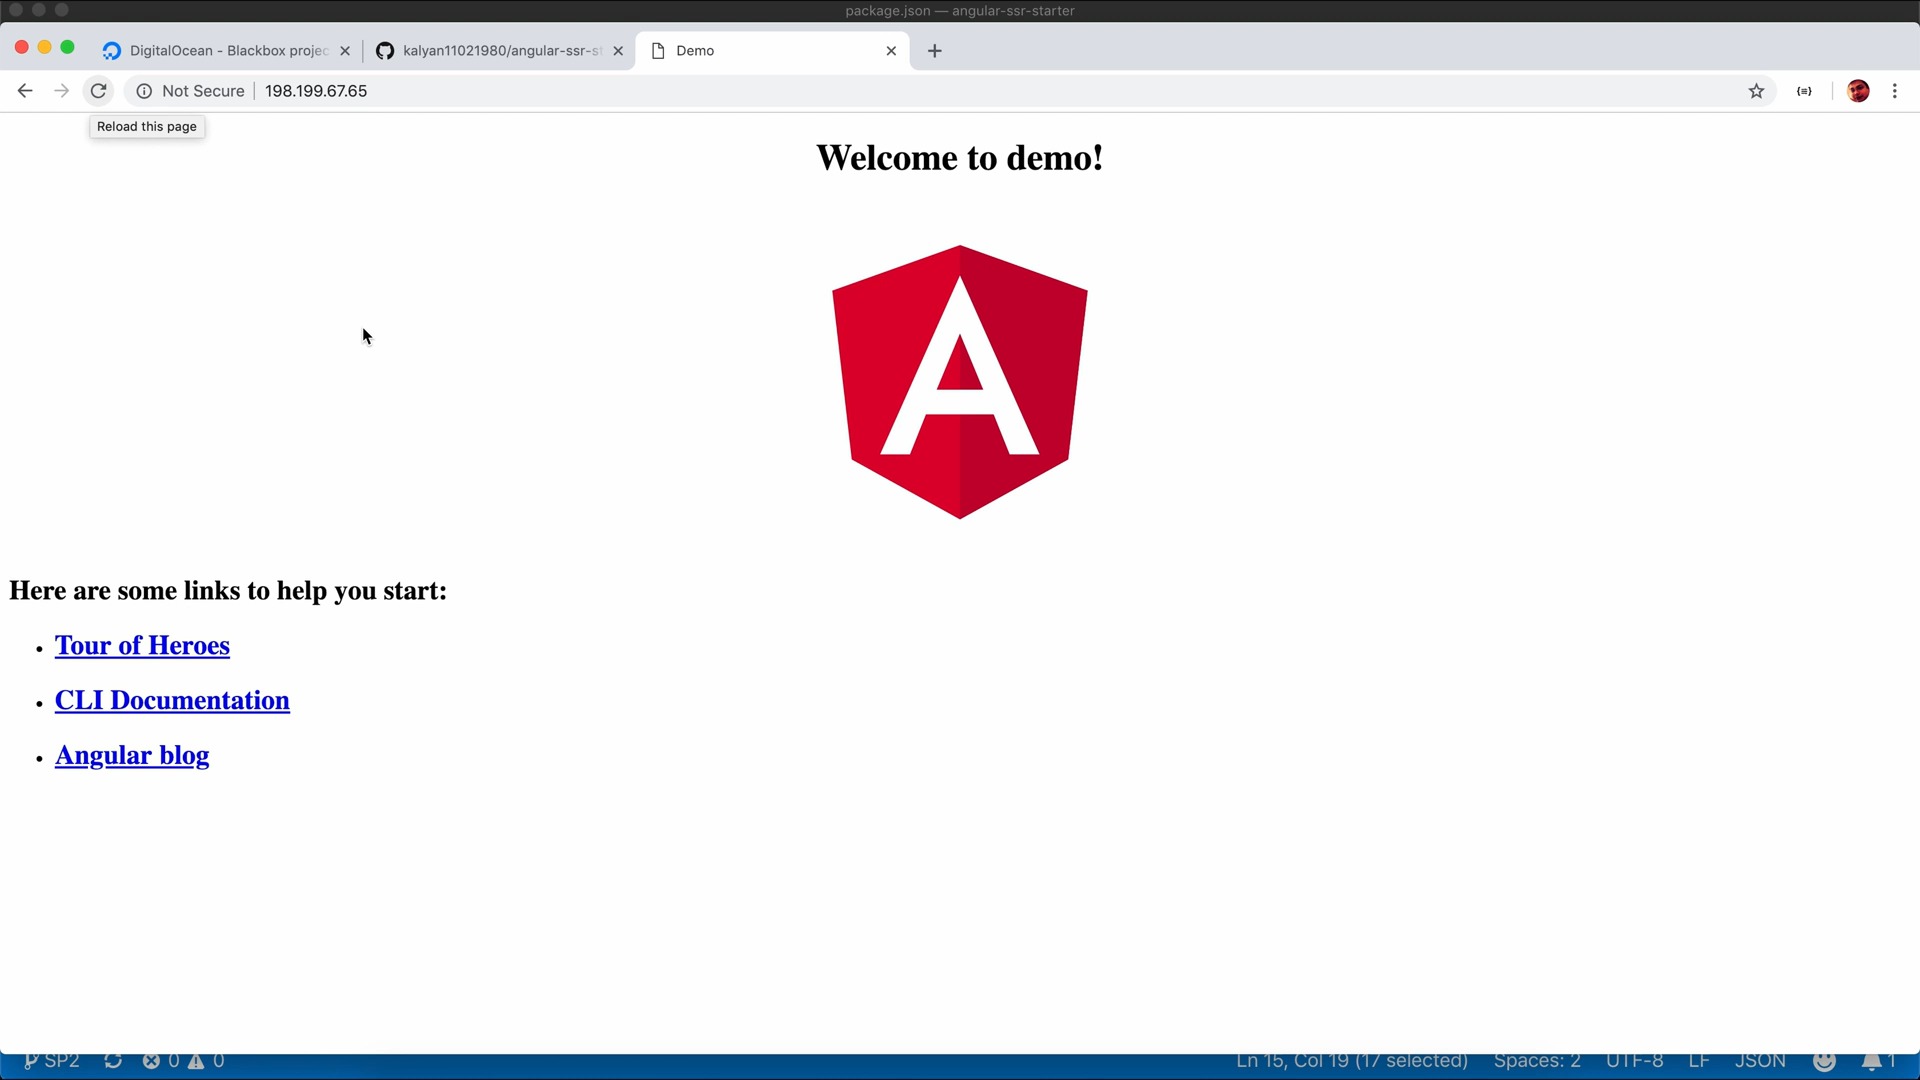 package.json — angular-ssr-starter
DigitalOcean - Blackbox projec
kalyan11021980/angular-ssr-st
Demo
Not Secure
198.199.67.65
Reload this page
Welcome to demo!
Here are some links to help you start:
• Tour of Heroes
• CLI Documentation
• Angular blog
SP2 0 0 Ln 15, Col 19 (17 selected) Spaces: 2 UTF-8 LF JSON 1